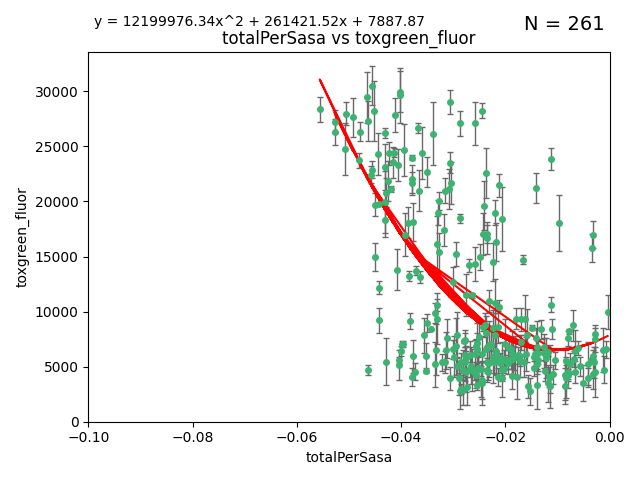 y = 12199976.34x^2 + 261421.52x + 7887.87
N = 261
totalPerSasa vs toxgreen_fluor
30000
25000
20000
15000
10000
5000
0
toxgreen_fluor
−0.10 −0.08 −0.06 −0.04 −0.02 0.00
totalPerSasa